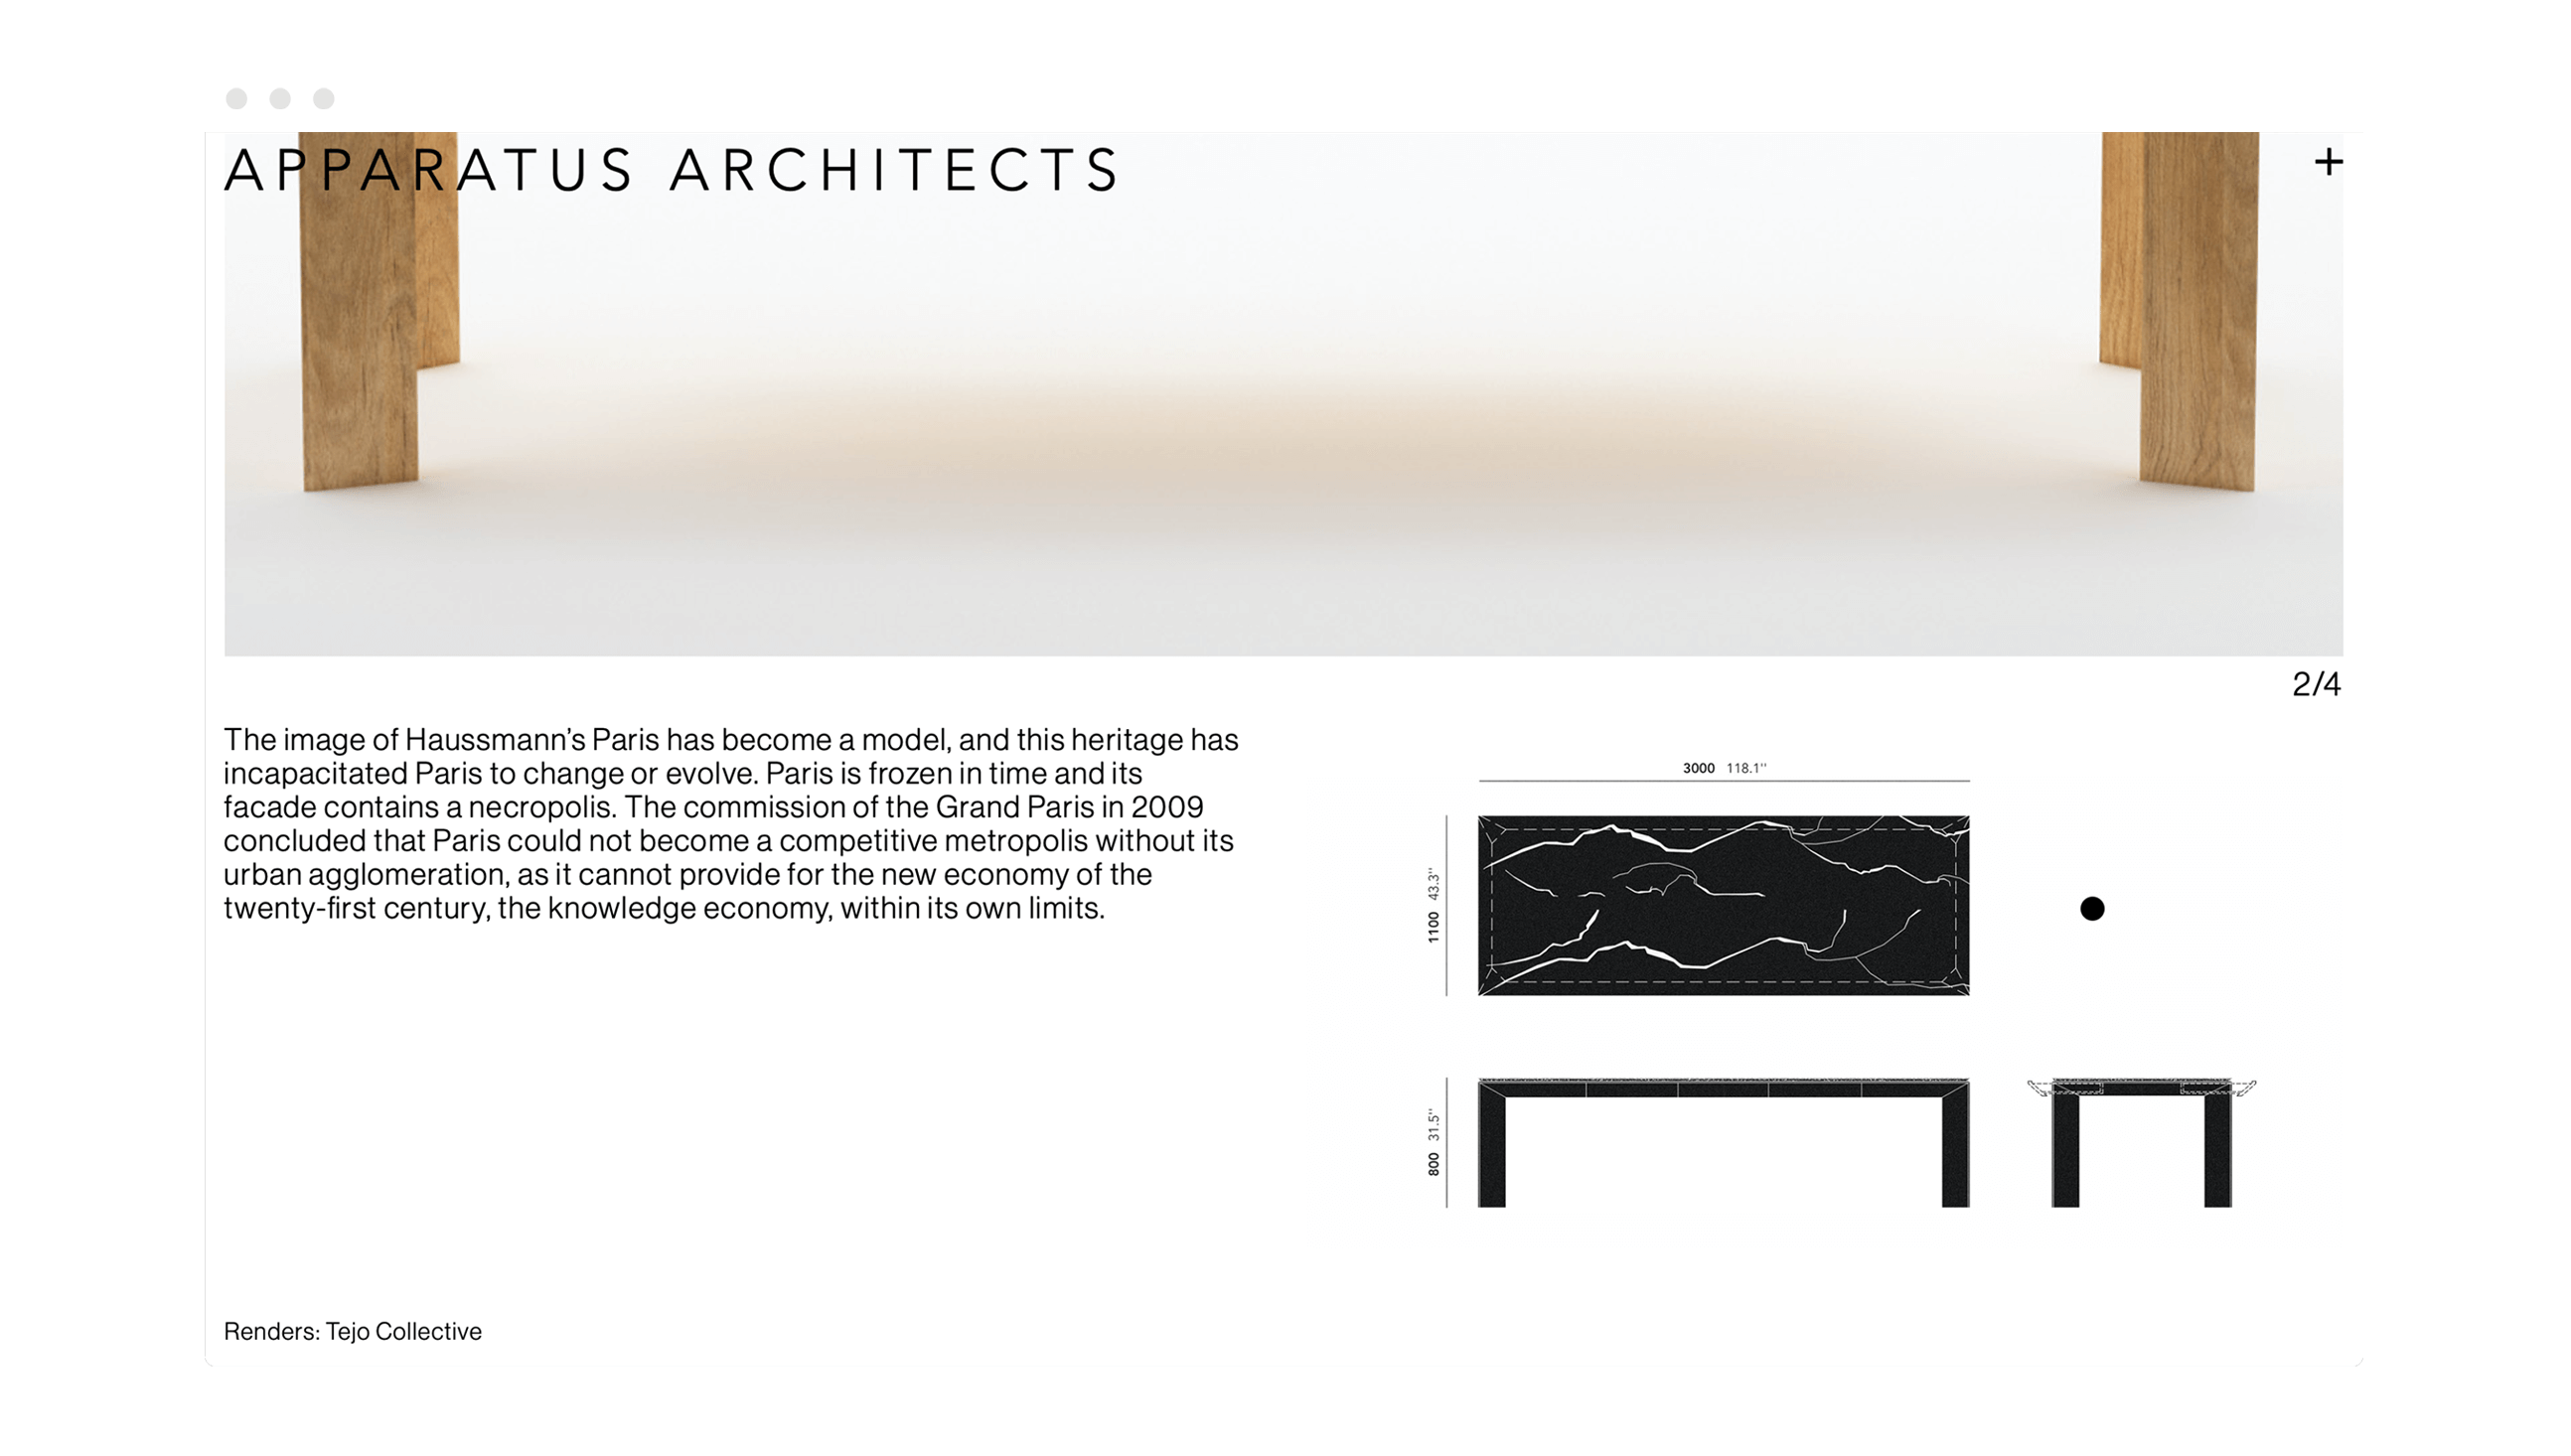 APPARATUS ARCHITECTS
+
2/4
The image of Haussmann’s Paris has become a model, and this heritage has
incapacitated Paris to change or evolve. Paris is frozen in time and its
facade contains a necropolis. The commission of the Grand Paris in 2009
concluded that Paris could not become a competitive metropolis without its
urban agglomeration, as it cannot provide for the new economy of the
twenty-first century, the knowledge economy, within its own limits.
3000 118.1"
1100 43.3"
800 31.5"
Renders: Tejo Collective